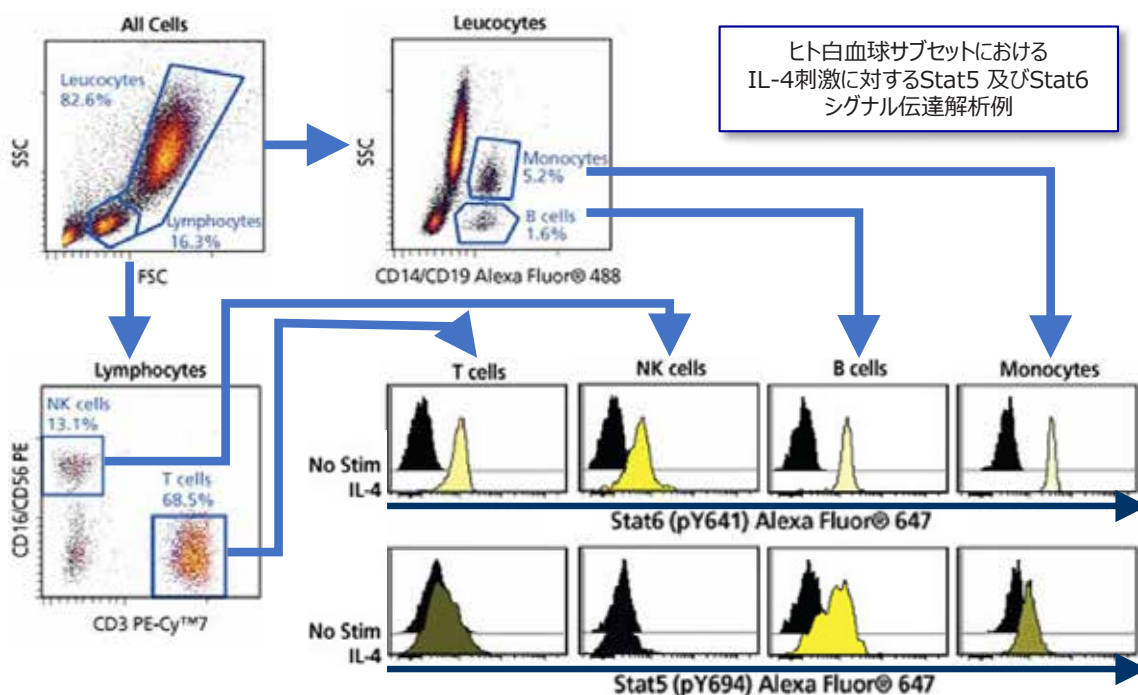 All Cells
Leucocytes
82.6%
SSC
Lymphocytes
16.3%
FSC
Leucocytes
SSC
Monocytes
5.2%
B cells
1.6%
CD14/CD19 Alexa Fluor® 488
ヒト白血球サブセットにおける
IL-4刺激に対するStat5 及びStat6
シグナル伝達解析例
Lymphocytes
NK cells
13.1%
T cells
68.5%
CD16/CD56 PE
CD3 PE-Cy™7
T cells
NK cells
B cells
Monocytes
No Stim
IL-4
Stat6 (pY641) Alexa Fluor® 647
No Stim
IL-4
Stat5 (pY694) Alexa Fluor® 647